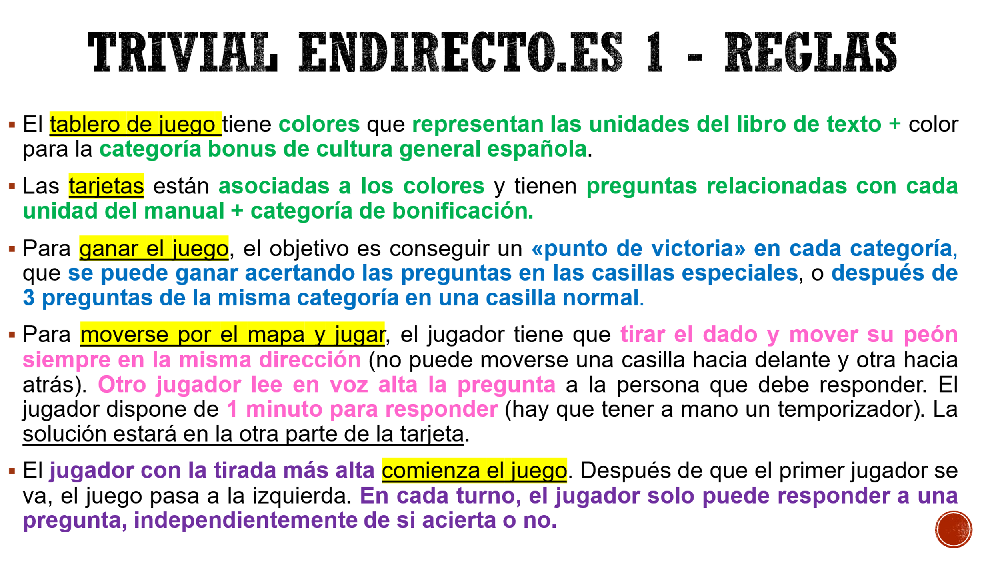 TRIVIAL ENDIRECTO.ES 1 - REGLAS
▪ El tablero de juego tiene colores que representan las unidades del libro de texto + color
para la categoría bonus de cultura general española.
▪ Las tarjetas están asociadas a los colores y tienen preguntas relacionadas con cada
unidad del manual + categoría de bonificación.
▪ Para ganar el juego, el objetivo es conseguir un «punto de victoria» en cada categoría,
que se puede ganar acertando las preguntas en las casillas especiales, o después de
3 preguntas de la misma categoría en una casilla normal.
▪ Para moverse por el mapa y jugar, el jugador tiene que tirar el dado y mover su peón
siempre en la misma dirección (no puede moverse una casilla hacia delante y otra hacia
atrás). Otro jugador lee en voz alta la pregunta a la persona que debe responder. El
jugador dispone de 1 minuto para responder (hay que tener a mano un temporizador). La
solución estará en la otra parte de la tarjeta.
▪ El jugador con la tirada más alta comienza el juego. Después de que el primer jugador se
va, el juego pasa a la izquierda. En cada turno, el jugador solo puede responder a una
pregunta, independientemente de si acierta o no.